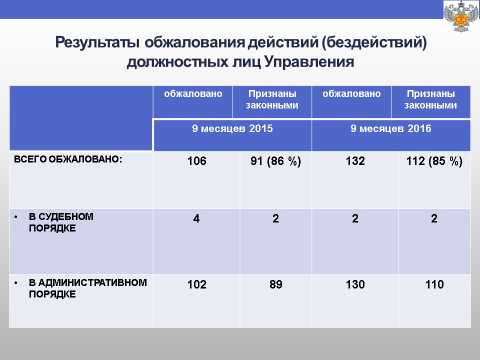 Результаты обжалования действий (бездействий)
должностных лиц Управления
обжаловано Признаны законными обжаловано Признаны законными
9 месяцев 2015 9 месяцев 2016
ВСЕГО ОБЖАЛОВАНО: 106 91 (86 %) 132 112 (85 %)
• В СУДЕБНОМ ПОРЯДКЕ 4 2 2 2
• В АДМИНИСТРАТИВНОМ ПОРЯДКЕ 102 89 130 110